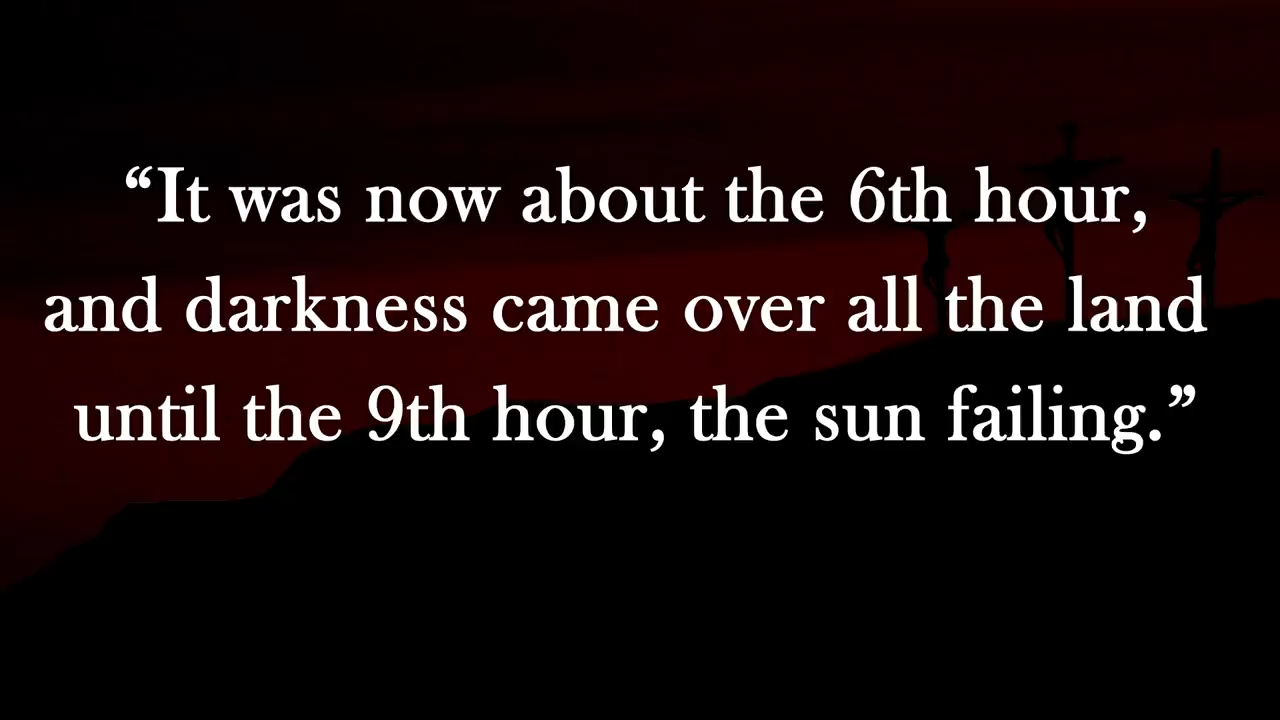 “It was now about the 6th hour,
and darkness came over all the land
until the 9th hour, the sun failing.”